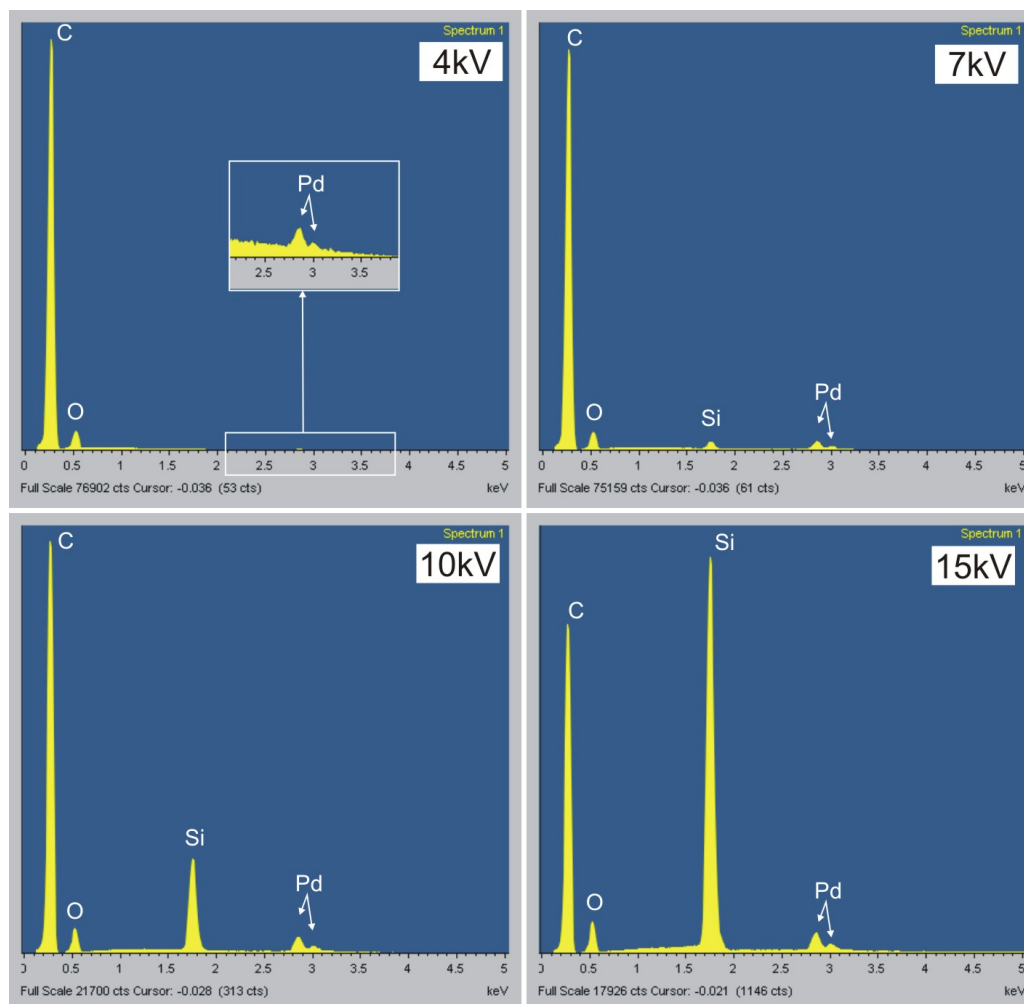 C
Spectrum 1
4kV
Pd
2.5 3 3.5
O
0 0.5 1 1.5 2 2.5 3 3.5 4 4.5 5
Full Scale 76902 cts Cursor: -0.036 (53 cts) keV
C
Spectrum 1
7kV
O
Si
Pd
0 0.5 1 1.5 2 2.5 3 3.5 4 4.5 5
Full Scale 75159 cts Cursor: -0.036 (61 cts) keV
C
Spectrum 1
10kV
Si
O
Pd
0 0.5 1 1.5 2 2.5 3 3.5 4 4.5 5
Full Scale 21700 cts Cursor: -0.028 (313 cts) keV
Si
Spectrum 1
15kV
C
O
Pd
0 0.5 1 1.5 2 2.5 3 3.5 4 4.5 5
Full Scale 17926 cts Cursor: -0.021 (1146 cts) keV